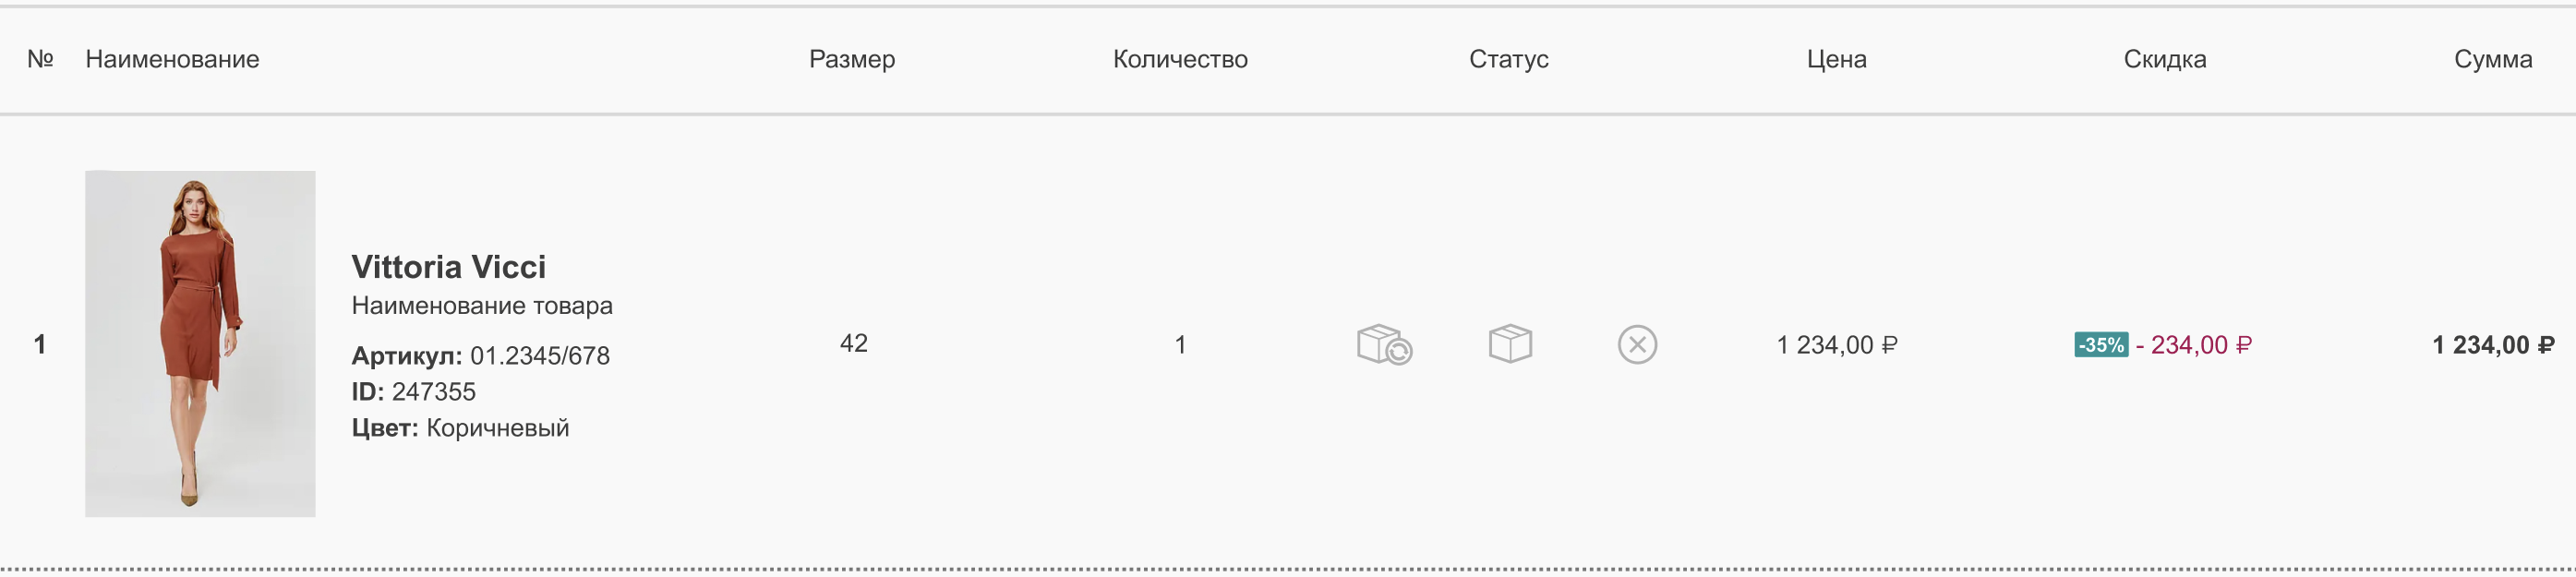 № Наименование Размер Количество Статус Цена Скидка Сумма
Vittoria Vicci
Наименование товара
1 42 1 1 234,00 ₽ -35% - 234,00 ₽ 1 234,00 ₽
Артикул: 01.2345/678
ID: 247355
Цвет: Коричневый